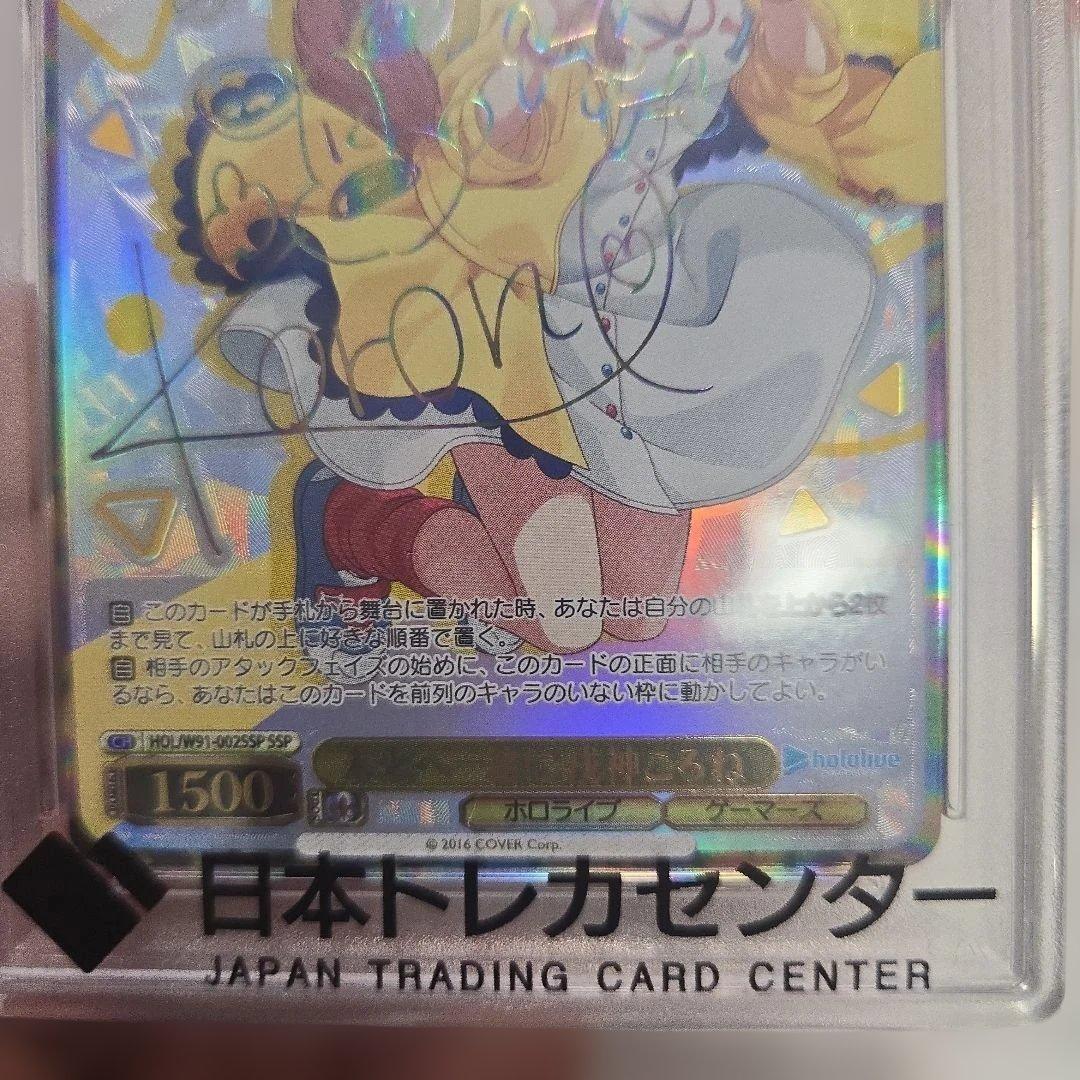 Korone
自 このカードが手札から舞台に置かれた時、あなたは自分の山札の上から2枚
まで見て、山札の上に好きな順番で置く。
自 相手のアタックフェイズの始めに、このカードの正面に相手のキャラがい
るなら、あなたはこのカードを前列のキャラのいない枠に動かしてよい。
CH HOL/W91-002SSP SSP
戌神ころね hololive
1500
ホロライブ ゲーマーズ
© 2016 COVER Corp.
日本トレカセンター
JAPAN TRADING CARD CENTER